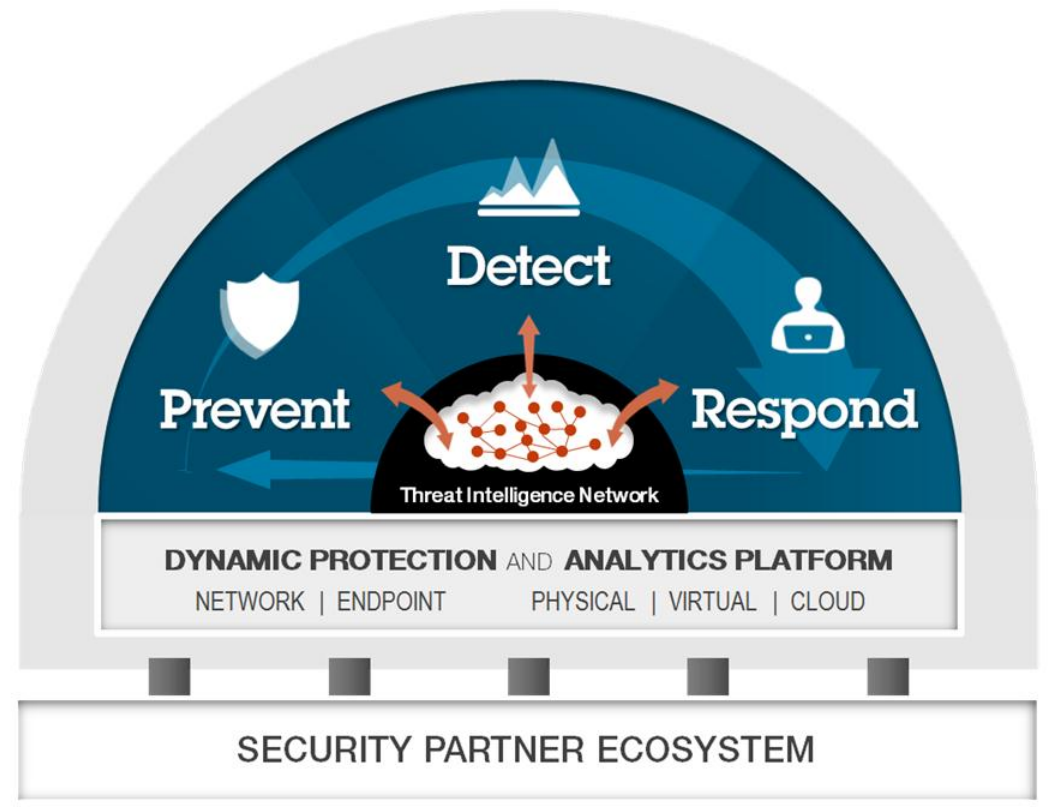 Detect
Prevent
Respond
Threat Intelligence Network
DYNAMIC PROTECTION AND ANALYTICS PLATFORM
NETWORK | ENDPOINT PHYSICAL | VIRTUAL | CLOUD
SECURITY PARTNER ECOSYSTEM